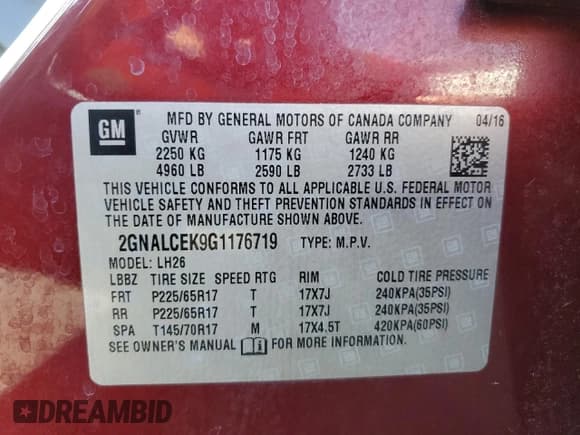 GM
MFD BY GENERAL MOTORS OF CANADA COMPANY 04/16
GVWR GAWR FRT GAWR RR
2250 KG 1175 KG 1240 KG
4960 LB 2590 LB 2733 LB
THIS VEHICLE CONFORMS TO ALL APPLICABLE U.S. FEDERAL MOTOR
VEHICLE SAFETY AND THEFT PREVENTION STANDARDS IN EFFECT ON
THE DATE OF MANUFACTURE SHOWN ABOVE.
2GNALCEK9G1176719 TYPE: M.P.V.
MODEL: LH26
LBBZ TIRE SIZE SPEED RTG RIM COLD TIRE PRESSURE
FRT P225/65R17 T 17X7J 240KPA(35PSI)
RR P225/65R17 T 17X7J 240KPA(35PSI)
SPA T145/70R17 M 17X4.5T 420KPA(60PSI)
SEE OWNER'S MANUAL FOR MORE INFORMATION.
DREAMBID